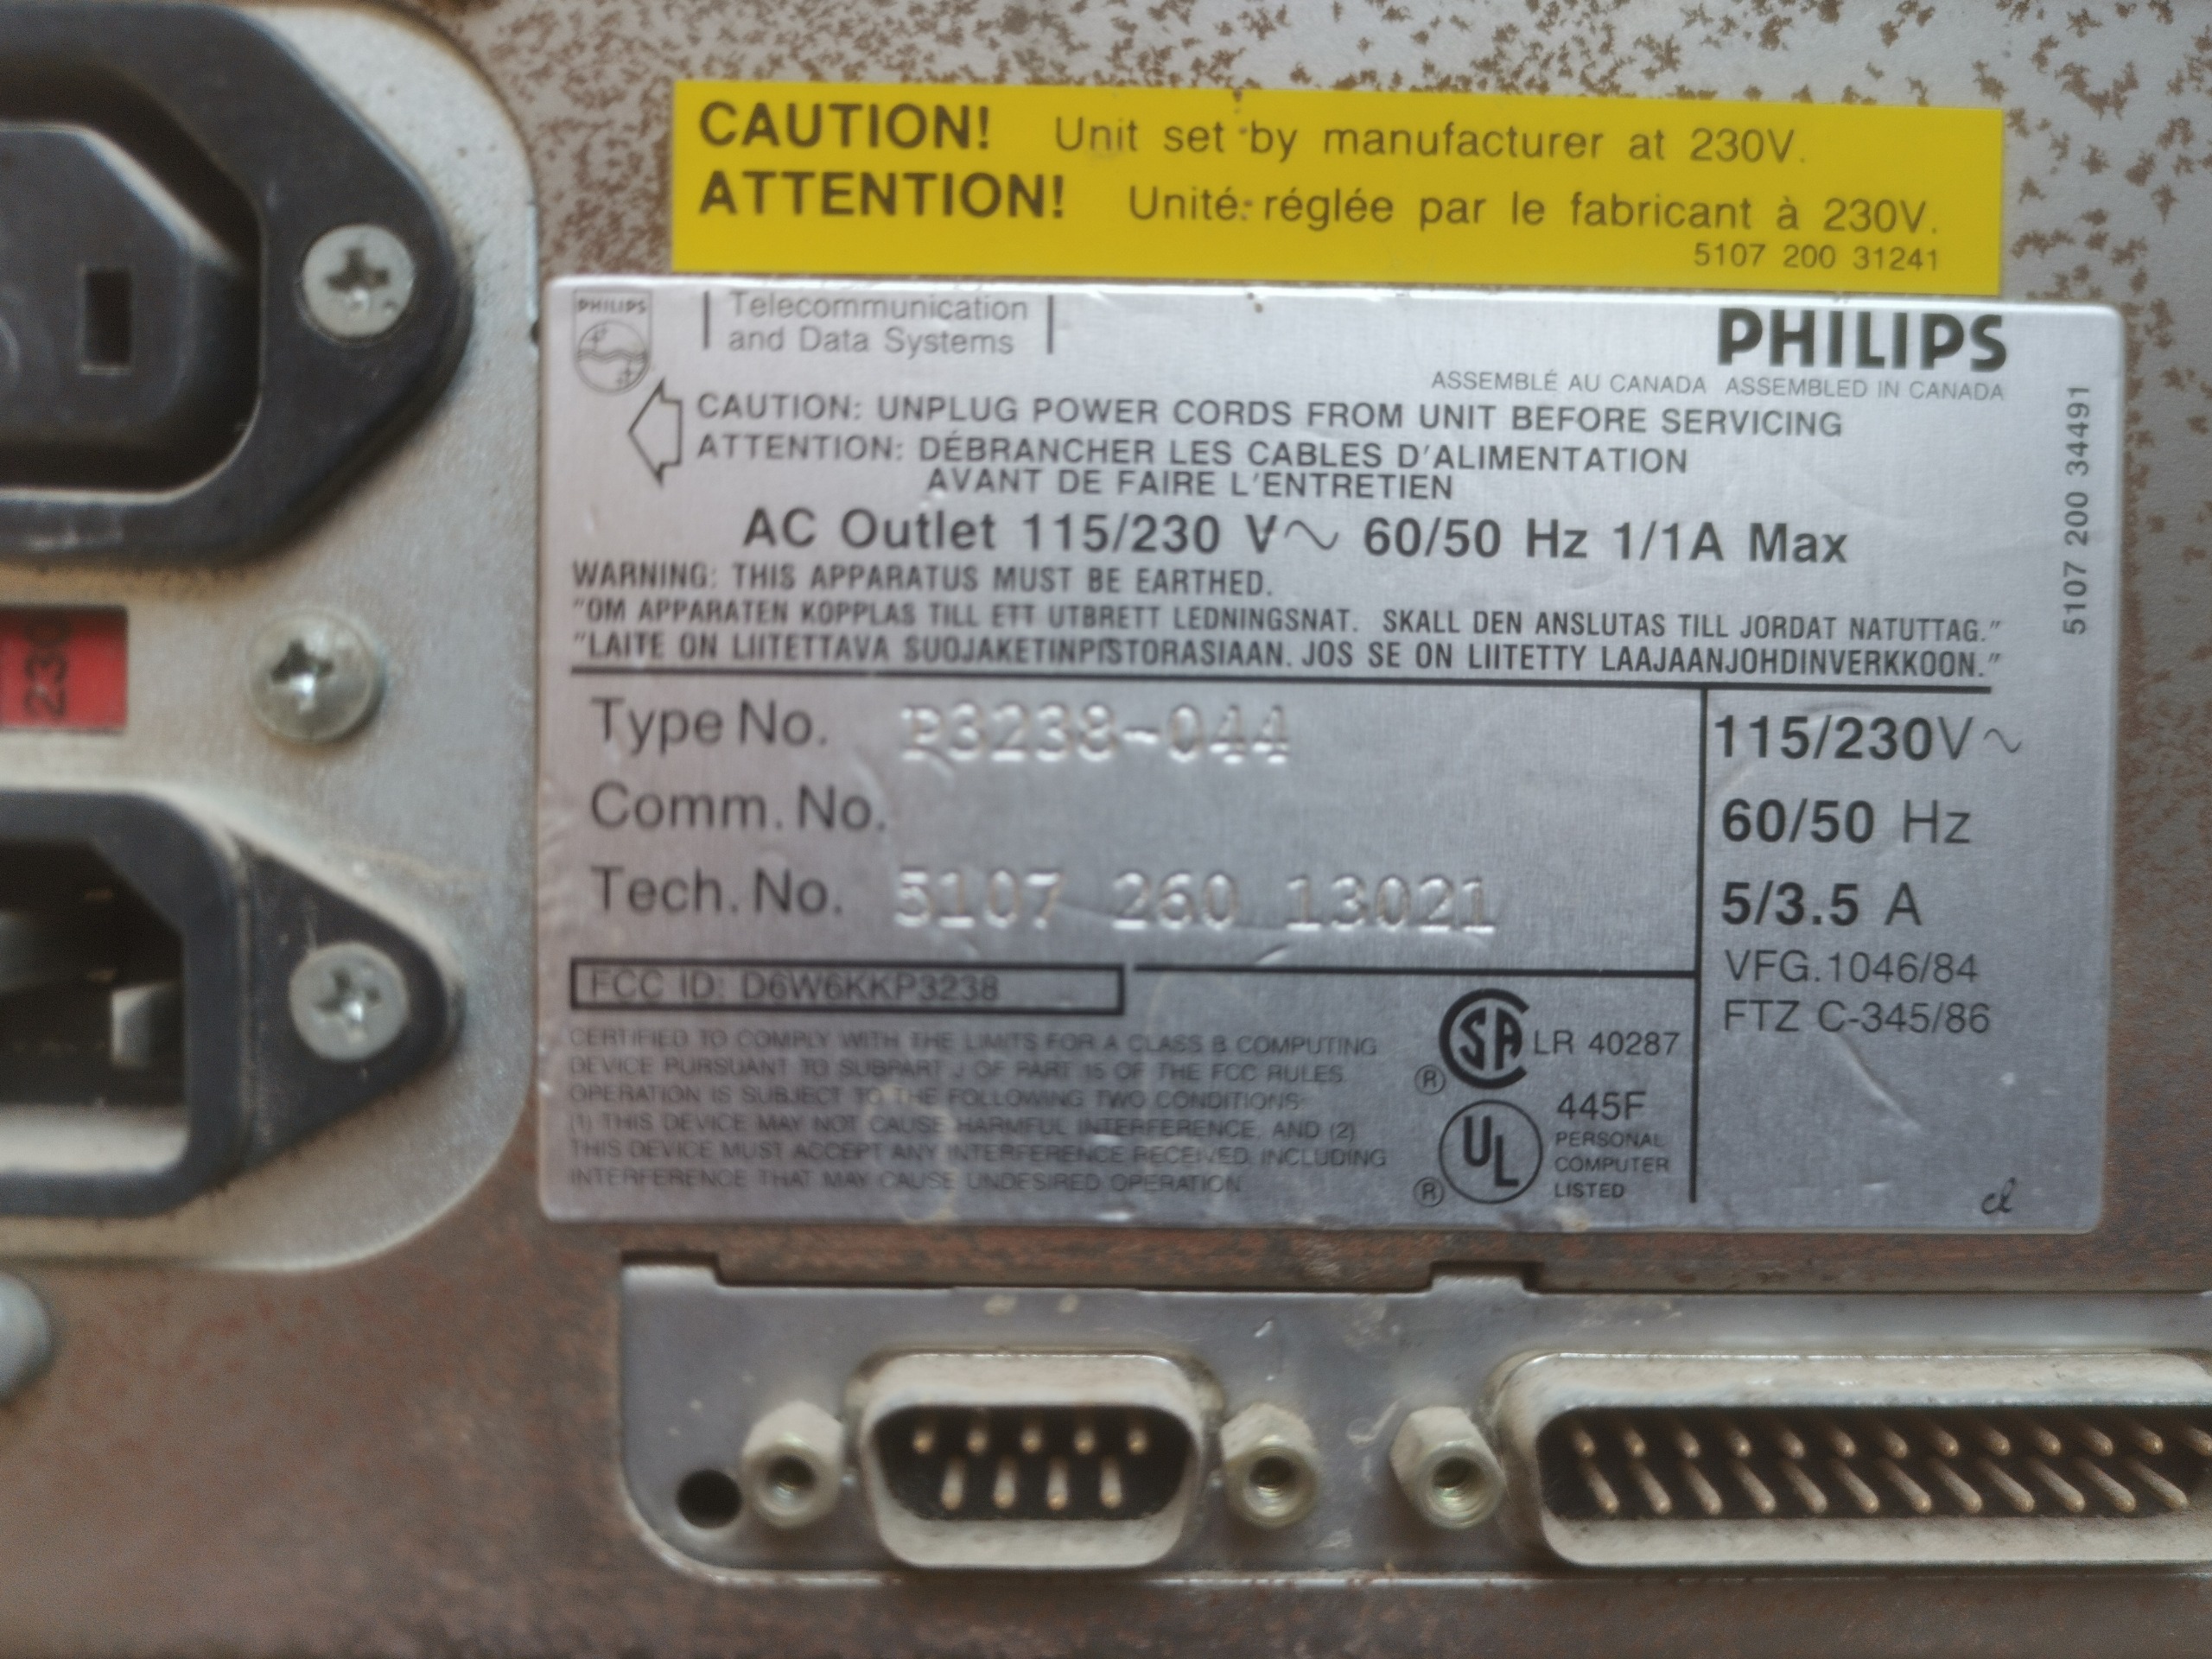 CAUTION! Unit set by manufacturer at 230V.
ATTENTION! Unité réglée par le fabricant à 230V.
5107 200 31241
PHILIPS
Telecommunication
and Data Systems
PHILIPS
ASSEMBLÉ AU CANADA ASSEMBLED IN CANADA
CAUTION: UNPLUG POWER CORDS FROM UNIT BEFORE SERVICING
ATTENTION: DÉBRANCHER LES CABLES D'ALIMENTATION
AVANT DE FAIRE L'ENTRETIEN
AC Outlet 115/230 V~ 60/50 Hz 1/1A Max
WARNING: THIS APPARATUS MUST BE EARTHED.
"OM APPARATEN KOPPLAS TILL ETT UTBRETT LEDNINGSNAT. SKALL DEN ANSLUTAS TILL JORDAT NATUTTAG."
"LAITE ON LIITETTAVA SUOJAKETINPISTORASIAAN. JOS SE ON LIITETTY LAAJAANJOHDINVERKKOON."
5107 200 34491
230
Type No. P3238-044
Comm. No.
Tech. No. 5107 260 13021
115/230V~
60/50 Hz
5/3.5 A
VFG.1046/84
FTZ C-345/86
FCC ID: D6W6KKP3238
CERTIFIED TO COMPLY WITH THE LIMITS FOR A CLASS B COMPUTING
DEVICE PURSUANT TO SUBPART J OF PART 15 OF THE FCC RULES.
OPERATION IS SUBJECT TO THE FOLLOWING TWO CONDITIONS:
(1) THIS DEVICE MAY NOT CAUSE HARMFUL INTERFERENCE, AND (2)
THIS DEVICE MUST ACCEPT ANY INTERFERENCE RECEIVED, INCLUDING
INTERFERENCE THAT MAY CAUSE UNDESIRED OPERATION.
SA LR 40287
®
UL 445F
PERSONAL
COMPUTER
LISTED
®
cl